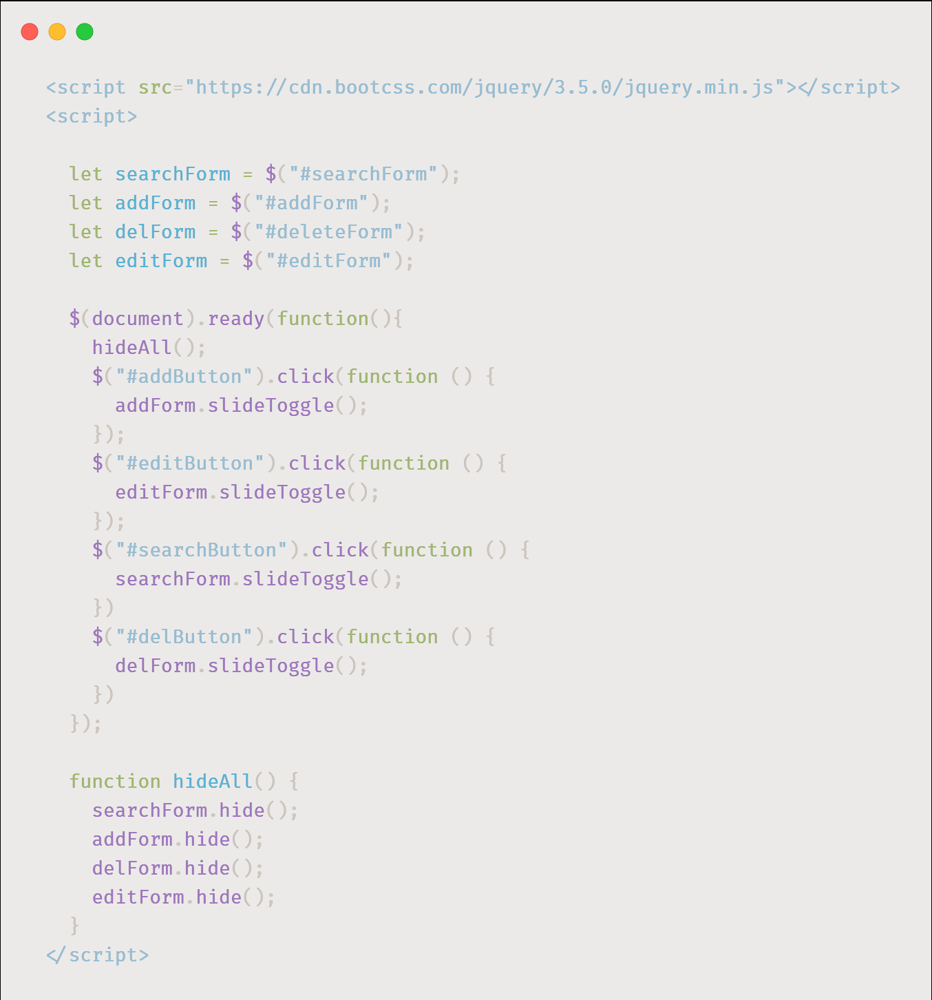 <script src="https://cdn.bootcss.com/jquery/3.5.0/jquery.min.js"></script>
<script>

  let searchForm = $("#searchForm");
  let addForm = $("#addForm");
  let delForm = $("#deleteForm");
  let editForm = $("#editForm");

  $(document).ready(function(){
    hideAll();
    $("#addButton").click(function () {
      addForm.slideToggle();
    });
    $("#editButton").click(function () {
      editForm.slideToggle();
    });
    $("#searchButton").click(function () {
      searchForm.slideToggle();
    })
    $("#delButton").click(function () {
      delForm.slideToggle();
    })
  });

  function hideAll() {
    searchForm.hide();
    addForm.hide();
    delForm.hide();
    editForm.hide();
  }
</script>